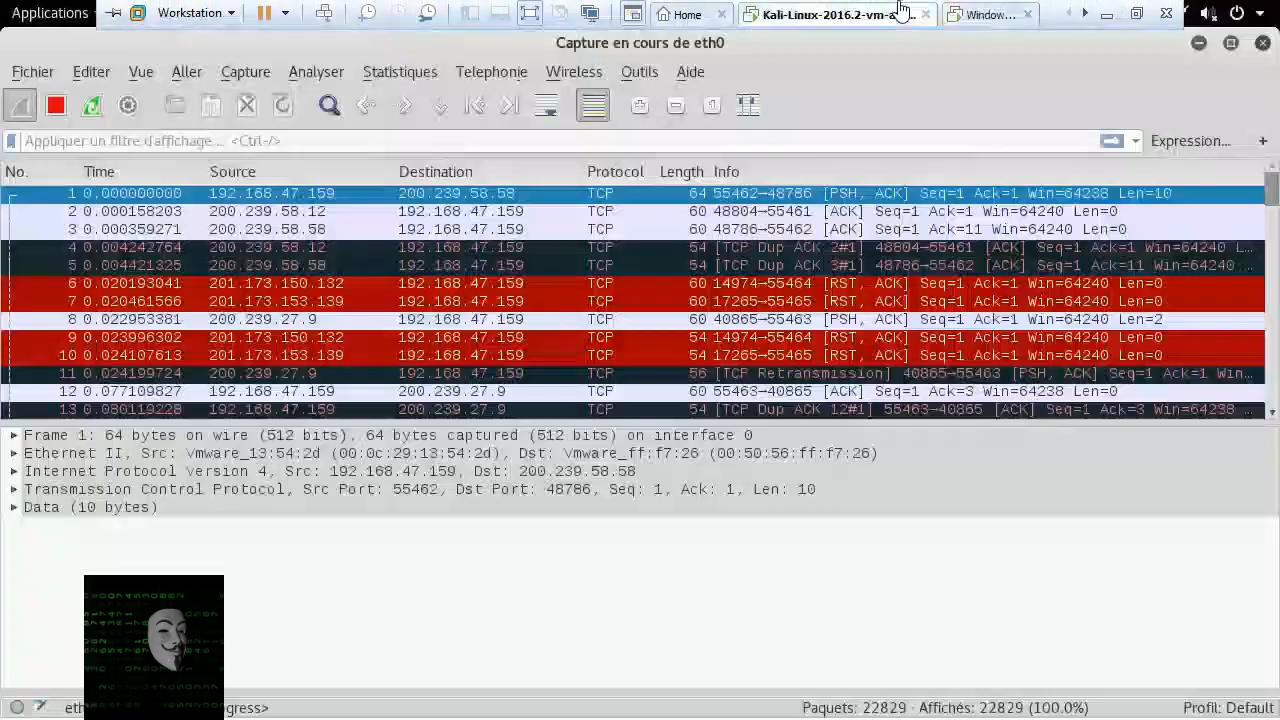 Applications Workstation Home Kali-Linux-2016.2-vm-a... Window...
Capture en cours de eth0
Fichier Editer Vue Aller Capture Analyser Statistiques Telephonie Wireless Outils Aide
Appliquer un filtre d'affichage ... <Ctrl-/> Expression... +
No. Time Source Destination Protocol Length Info
1 0.000000000 192.168.47.159 200.239.58.58 TCP 64 55462→48786 [PSH, ACK] Seq=1 Ack=1 Win=64238 Len=10
2 0.000158203 200.239.58.12 192.168.47.159 TCP 60 48804→55461 [ACK] Seq=1 Ack=1 Win=64240 Len=0
3 0.000359271 200.239.58.58 192.168.47.159 TCP 60 48786→55462 [ACK] Seq=1 Ack=11 Win=64240 Len=0
4 0.004242764 200.239.58.12 192.168.47.159 TCP 54 [TCP Dup ACK 2#1] 48804→55461 [ACK] Seq=1 Ack=1 Win=64240 L...
5 0.004421325 200.239.58.58 192.168.47.159 TCP 54 [TCP Dup ACK 3#1] 48786→55462 [ACK] Seq=1 Ack=11 Win=64240 ...
6 0.020193041 201.173.150.132 192.168.47.159 TCP 60 14974→55464 [RST, ACK] Seq=1 Ack=1 Win=64240 Len=0
7 0.020461566 201.173.153.139 192.168.47.159 TCP 60 17265→55465 [RST, ACK] Seq=1 Ack=1 Win=64240 Len=0
8 0.022953381 200.239.27.9 192.168.47.159 TCP 60 40865→55463 [PSH, ACK] Seq=1 Ack=1 Win=64240 Len=2
9 0.023996302 201.173.150.132 192.168.47.159 TCP 54 14974→55464 [RST, ACK] Seq=1 Ack=1 Win=64240 Len=0
10 0.024107613 201.173.153.139 192.168.47.159 TCP 54 17265→55465 [RST, ACK] Seq=1 Ack=1 Win=64240 Len=0
11 0.024199724 200.239.27.9 192.168.47.159 TCP 56 [TCP Retransmission] 40865→55463 [PSH, ACK] Seq=1 Ack=1 Win...
12 0.077109827 192.168.47.159 200.239.27.9 TCP 60 55463→40865 [ACK] Seq=1 Ack=3 Win=64238 Len=0
13 0.080119228 192.168.47.159 200.239.27.9 TCP 54 [TCP Dup ACK 12#1] 55463→40865 [ACK] Seq=1 Ack=3 Win=64238 ...
Frame 1: 64 bytes on wire (512 bits), 64 bytes captured (512 bits) on interface 0
Ethernet II, Src: Vmware_13:54:2d (00:0c:29:13:54:2d), Dst: Vmware_ff:f7:26 (00:50:56:ff:f7:26)
Internet Protocol Version 4, Src: 192.168.47.159, Dst: 200.239.58.58
Transmission Control Protocol, Src Port: 55462, Dst Port: 48786, Seq: 1, Ack: 1, Len: 10
Data (10 bytes)
eth gress> Paquets: 22829 · Affichés: 22829 (100.0%) Profil: Default